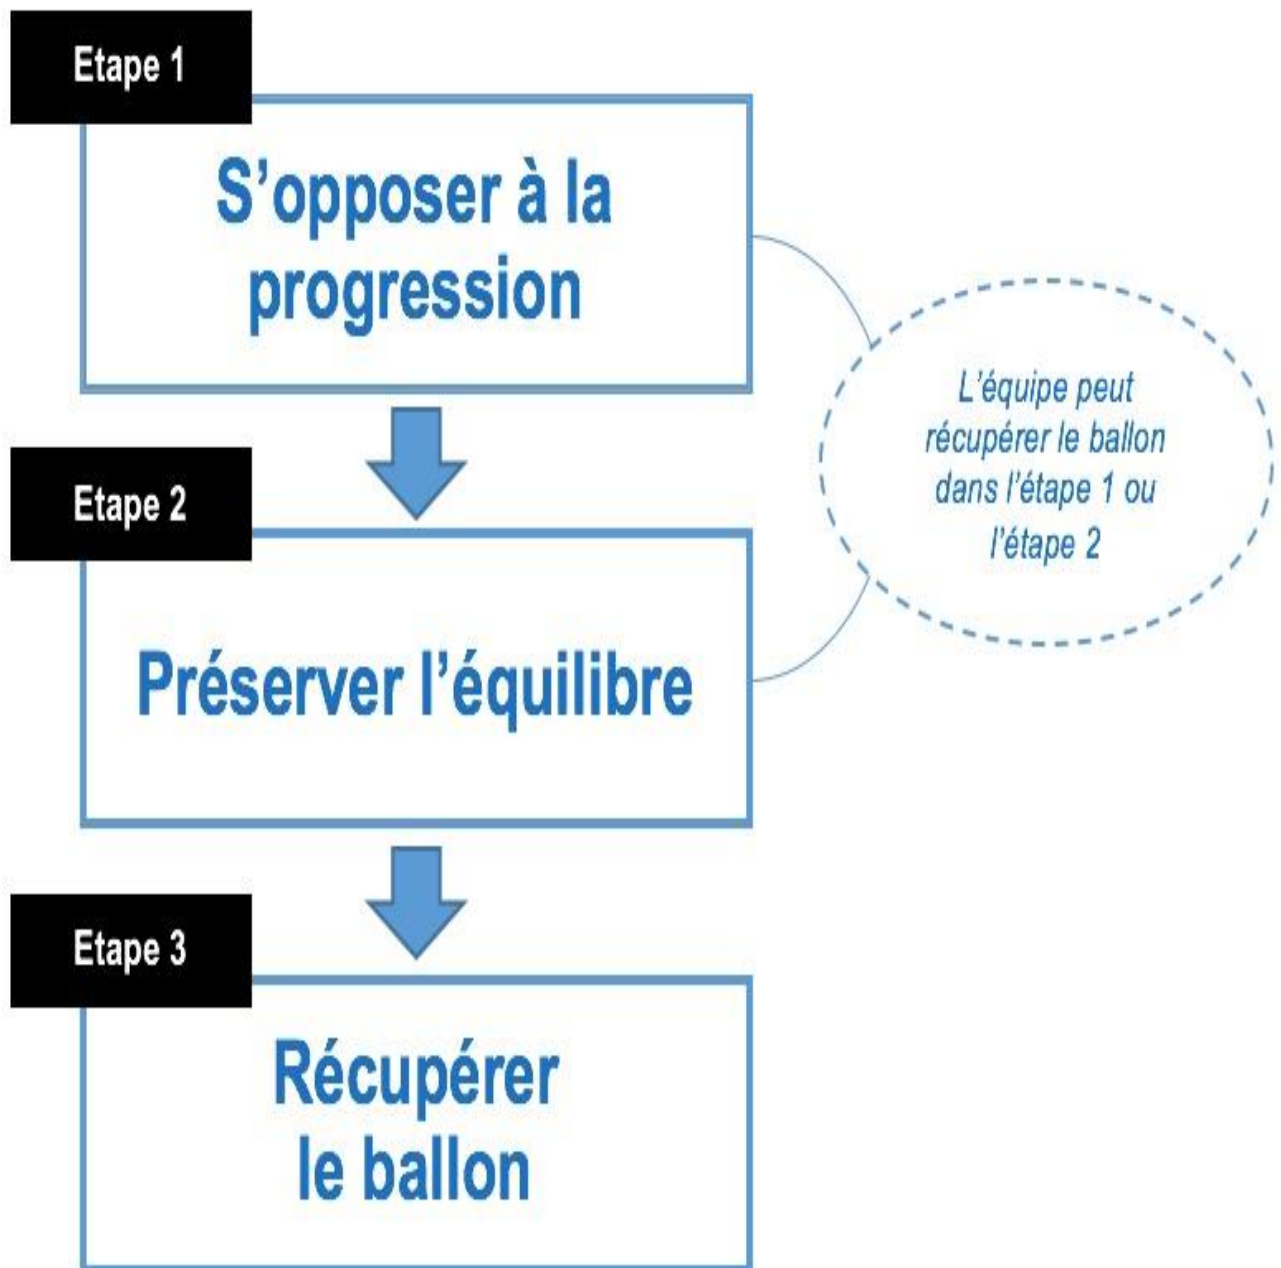 Etape 1
S’opposer à la
progression
L’équipe peut
récupérer le ballon
dans l’étape 1 ou
l’étape 2
Etape 2
Préserver l’équilibre
Etape 3
Récupérer
le ballon